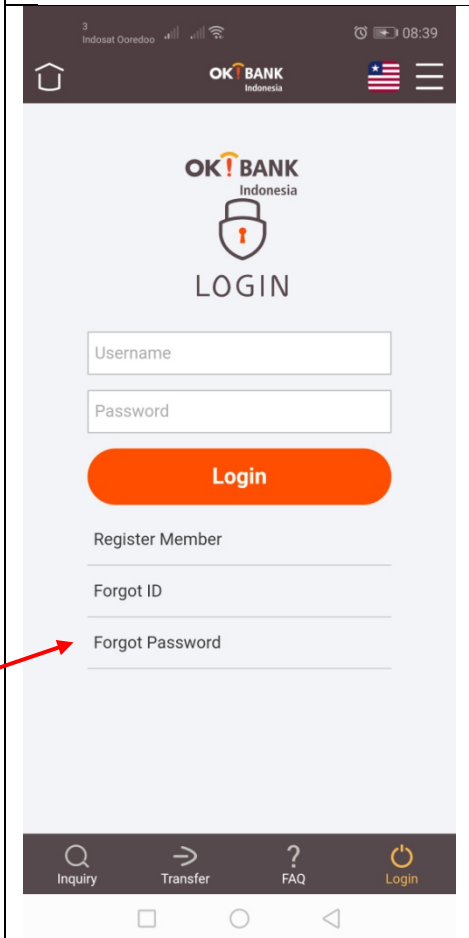 3
Indosat Ooredoo
08:39
OK! BANK
Indonesia
OK! BANK
Indonesia
LOGIN
Username
Password
Login
Register Member
Forgot ID
Forgot Password
Inquiry Transfer FAQ Login